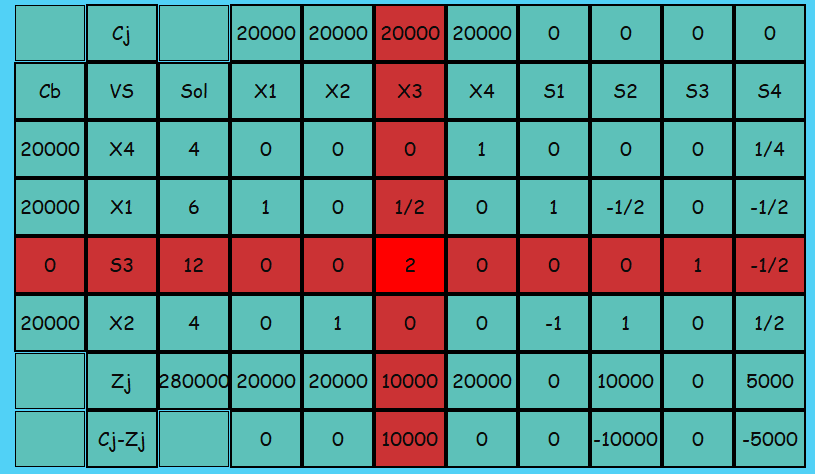 Cj 20000 20000 20000 20000 0 0 0 0
Cb VS Sol X1 X2 X3 X4 S1 S2 S3 S4
20000 X4 4 0 0 0 1 0 0 0 1/4
20000 X1 6 1 0 1/2 0 1 -1/2 0 -1/2
0 S3 12 0 0 2 0 0 0 1 -1/2
20000 X2 4 0 1 0 0 -1 1 0 1/2
Zj 280000 20000 20000 10000 20000 0 10000 0 5000
Cj-Zj 0 0 10000 0 0 -10000 0 -5000